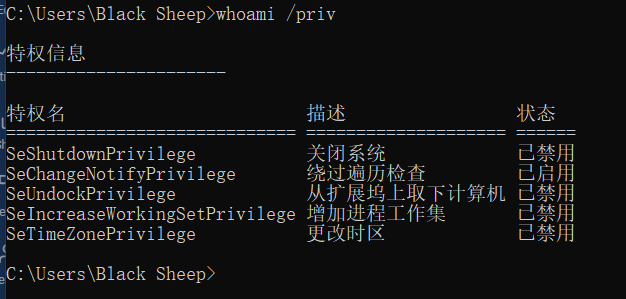 C:\Users\Black Sheep>whoami /priv
特权信息
----------------------
特权名 描述 状态
============================= ==================== ======
SeShutdownPrivilege 关闭系统 已禁用
SeChangeNotifyPrivilege 绕过遍历检查 已启用
SeUndockPrivilege 从扩展坞上取下计算机 已禁用
SeIncreaseWorkingSetPrivilege 增加进程工作集 已禁用
SeTimeZonePrivilege 更改时区 已禁用
C:\Users\Black Sheep>